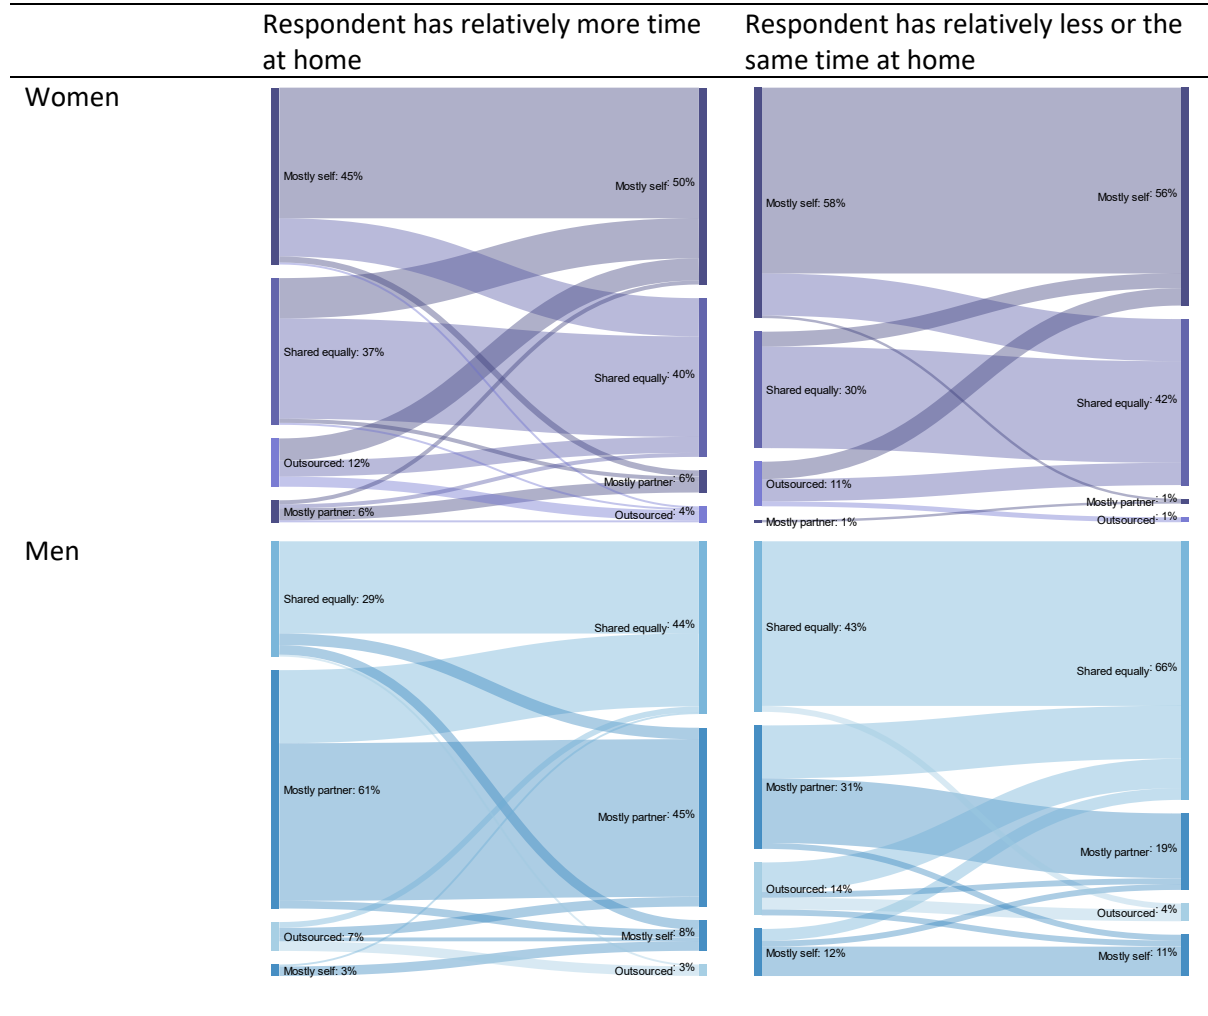 Respondent has relatively more time
at home
Respondent has relatively less or the
same time at home
Women
Mostly self: 45%
Shared equally: 37%
Outsourced: 12%
Mostly partner: 6%
Mostly self: 50%
Shared equally: 40%
Mostly partner: 6%
Outsourced: 4%
Mostly self: 58%
Shared equally: 30%
Outsourced: 11%
Mostly partner: 1%
Mostly self: 56%
Shared equally: 42%
Mostly partner: 1%
Outsourced: 1%
Men
Shared equally: 29%
Mostly partner: 61%
Outsourced: 7%
Mostly self: 3%
Shared equally: 44%
Mostly partner: 45%
Mostly self: 8%
Outsourced: 3%
Shared equally: 43%
Mostly partner: 31%
Outsourced: 14%
Mostly self: 12%
Shared equally: 66%
Mostly partner: 19%
Outsourced: 4%
Mostly self: 11%